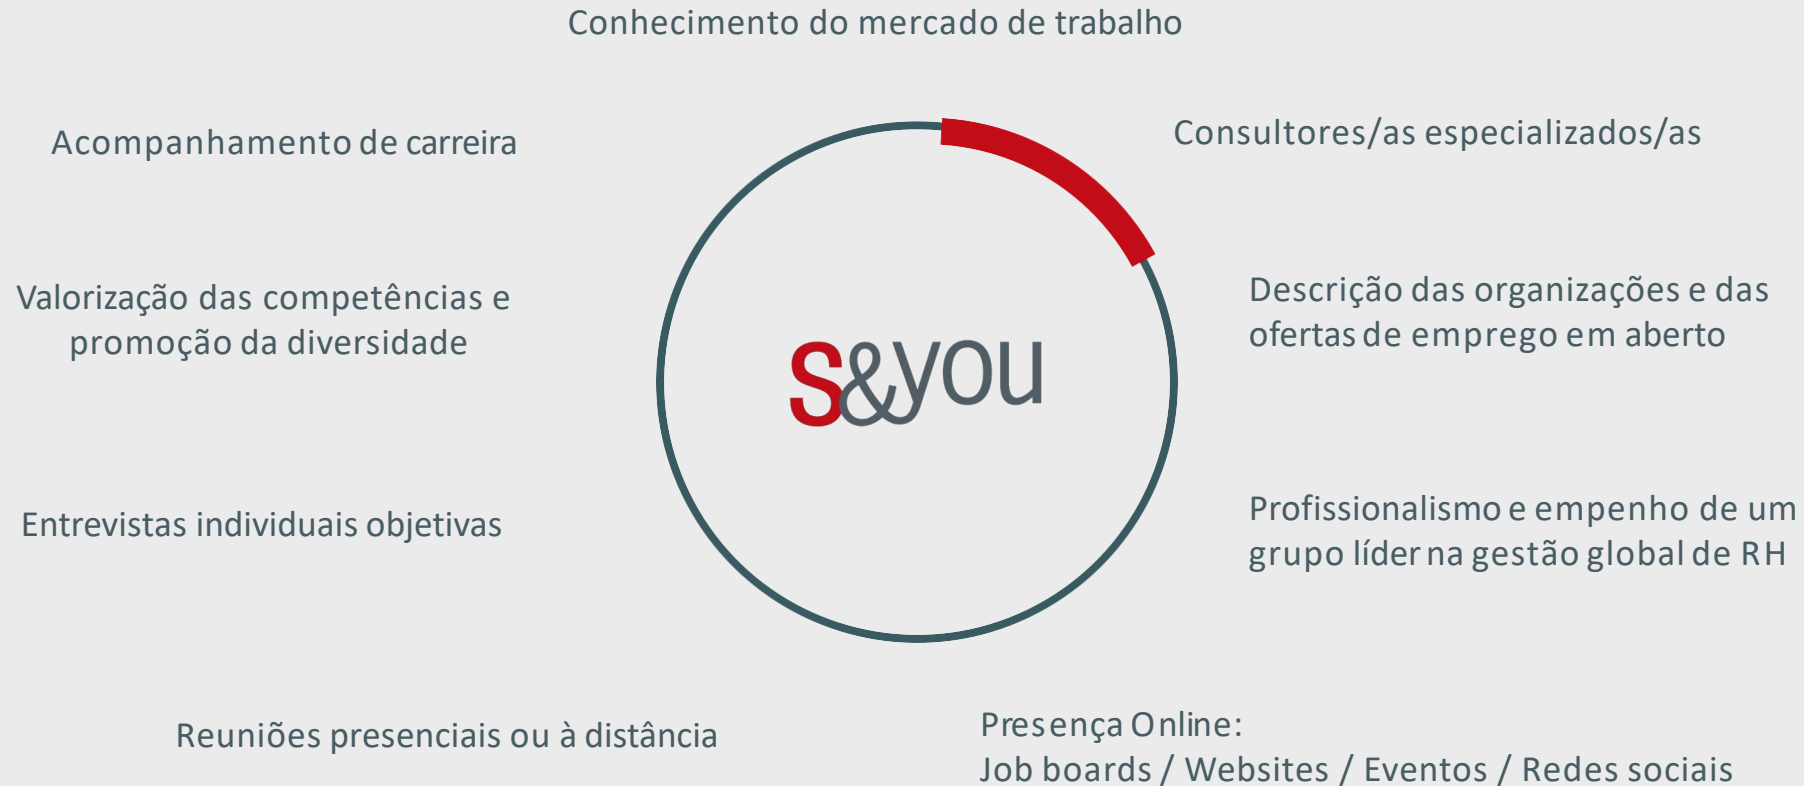 Conhecimento do mercado de trabalho
Acompanhamento de carreira
Consultores/as especializados/as
Valorização das competências e
promoção da diversidade
Descrição das organizações e das
ofertas de emprego em aberto
S&you
Entrevistas individuais objetivas
Profissionalismo e empenho de um
grupo líder na gestão global de RH
Reuniões presenciais ou à distância
Presença Online:
Job boards / Websites / Eventos / Redes sociais